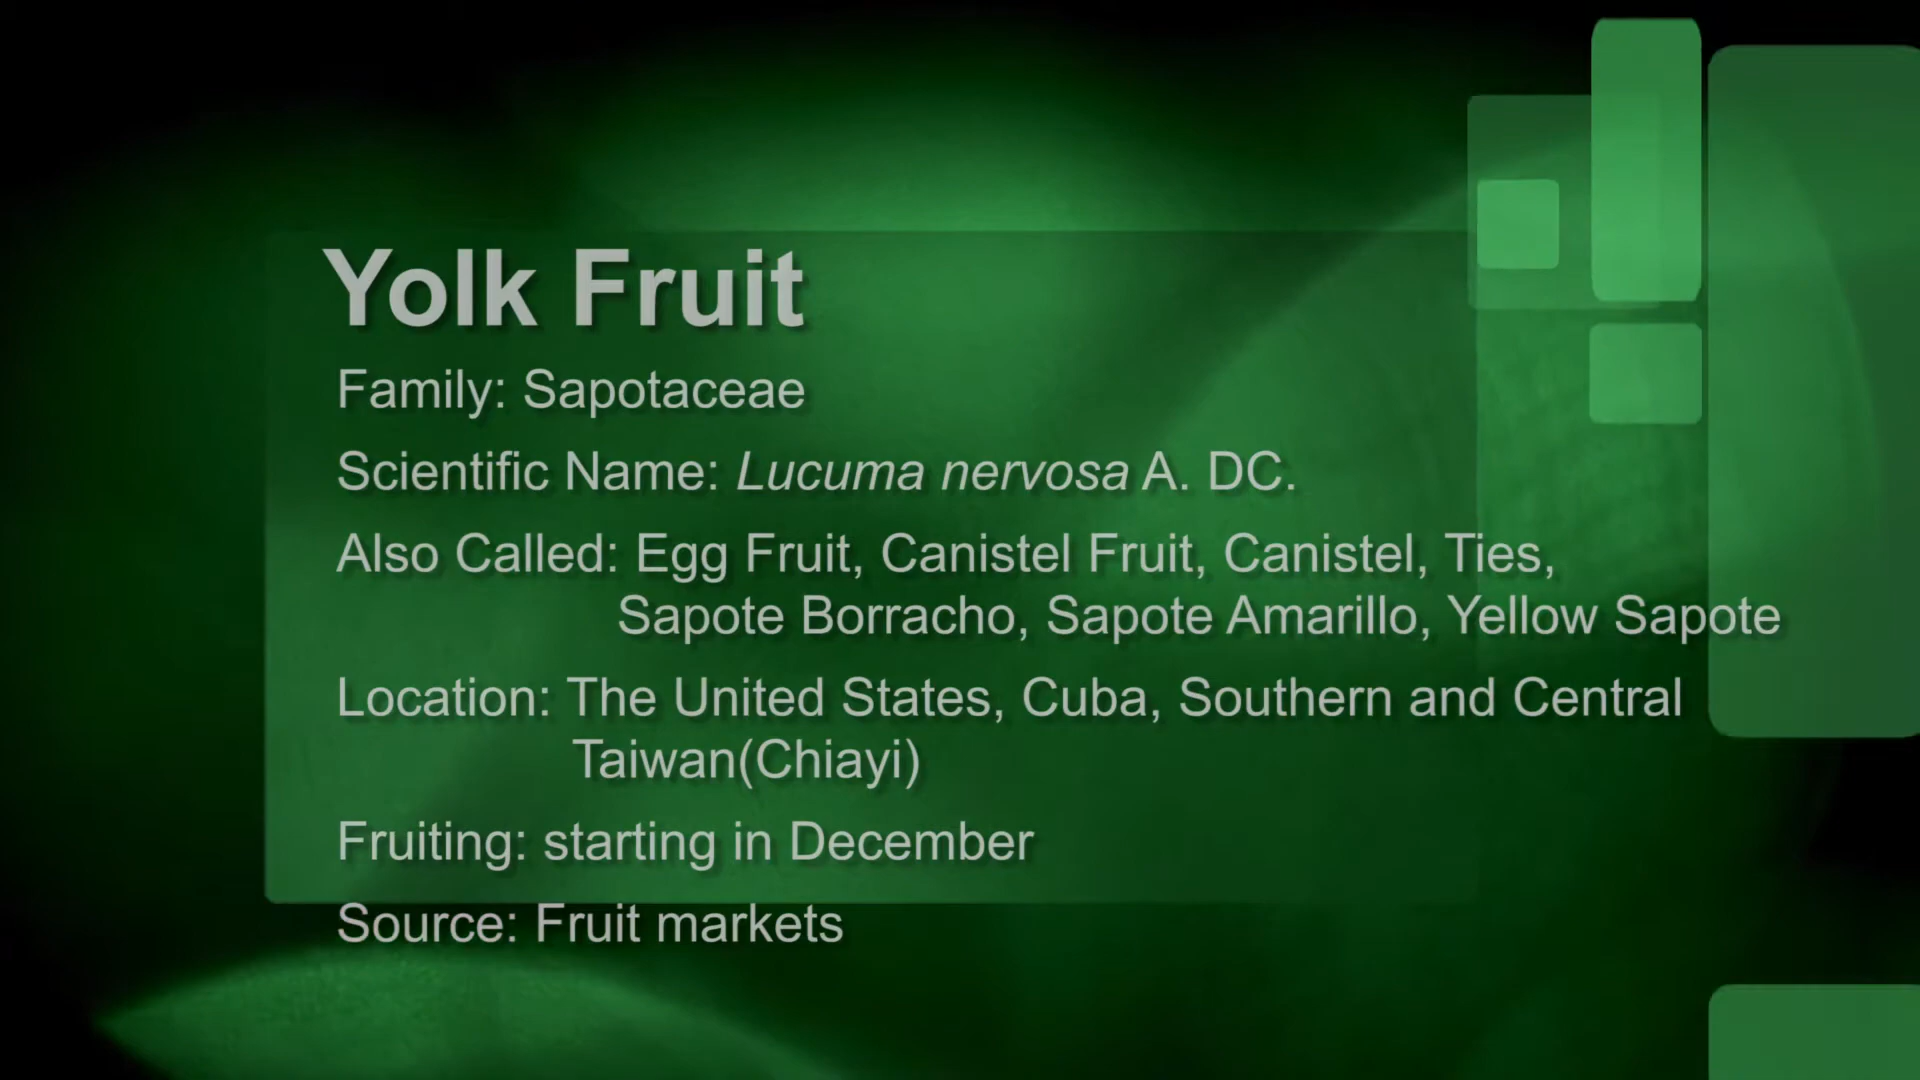 Yolk Fruit
Family: Sapotaceae
Scientific Name: Lucuma nervosa A. DC.
Also Called: Egg Fruit, Canistel Fruit, Canistel, Ties,
Sapote Borracho, Sapote Amarillo, Yellow Sapote
Location: The United States, Cuba, Southern and Central
Taiwan(Chiayi)
Fruiting: starting in December
Source: Fruit markets